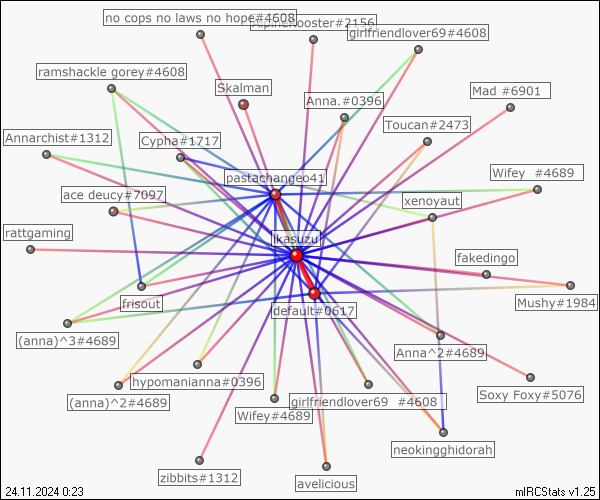 no cops no laws no hope#4608
AlpineRooster#2156
girlfriendlover69#4608
ramshackle gorey#4608
Skalman
Anna.#0396
Mad #6901
Toucan#2473
Annarchist#1312
Cypha#1717
pastachangeo41
Wifey #4689
ace deucy#7097
xenoyaut
rattgaming
ikasuzu
fakedingo
frisout
default#0617
Mushy#1984
(anna)^3#4689
Anna^2#4689
hypomanianna#0396
Soxy Foxy#5076
(anna)^2#4689
Wifey#4689
girlfriendlover69 #4608
neokingghidorah
zibbits#1312
avelicious
24.11.2024 0:23
mIRCStats v1.25